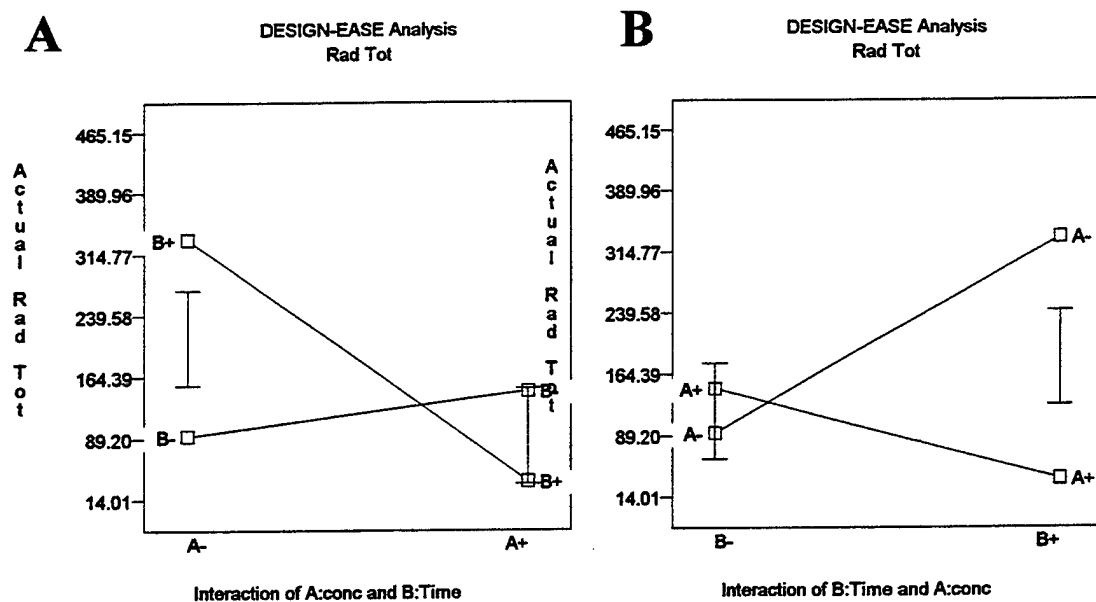 A
DESIGN-EASE Analysis
Rad Tot
Actual Rad Tot
465.15
389.96
314.77
239.58
164.39
89.20
14.01
B+
B-
B-
B+
A-
A+
Interaction of A:conc and B:Time
B
DESIGN-EASE Analysis
Rad Tot
Actual Rad Tot
465.15
389.96
314.77
239.58
164.39
89.20
14.01
A+
A-
A-
A+
B-
B+
Interaction of B:Time and A:conc